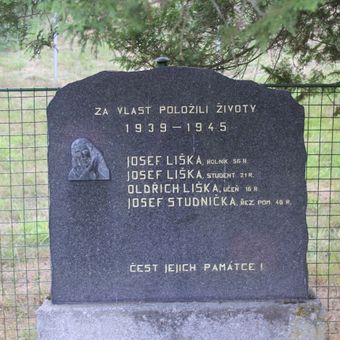 ZA VLAST POLOŽILI ŽIVOTY
1939 — 1945
JOSEF LIŠKA, ROLNÍK 56 R.
JOSEF LIŠKA, STUDENT 21 R.
OLDŘICH LIŠKA, UČEŇ 18 R.
JOSEF STUDNIČKA, ŘEZ. POM. 48 R.
ČEST JEJICH PAMÁTCE !